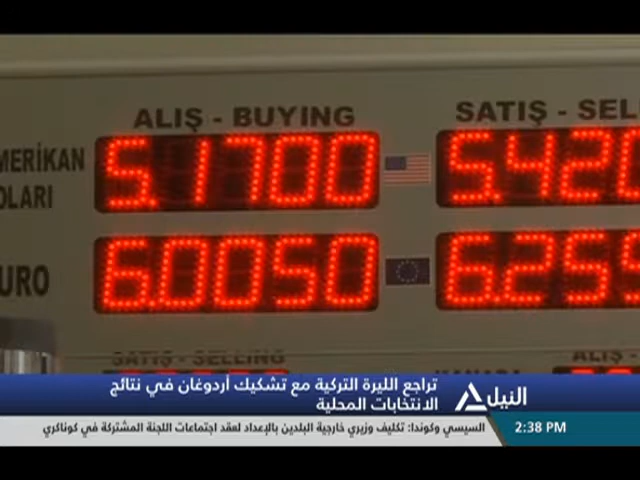 ALIŞ - BUYING
SATIŞ - SEL
MERİKAN
OLARI
5.1700
5.420
URO
6.0050
6.255
SATIŞ - SELLING
ALIŞ -
تراجع الليرة التركية مع تشكيك أردوغان في نتائج
الانتخابات المحلية
النيل
السيسي وكوندا: تكليف وزيري خارجية البلدين بالإعداد لعقد اجتماعات اللجنة المشتركة في كوناكري
2:38 PM